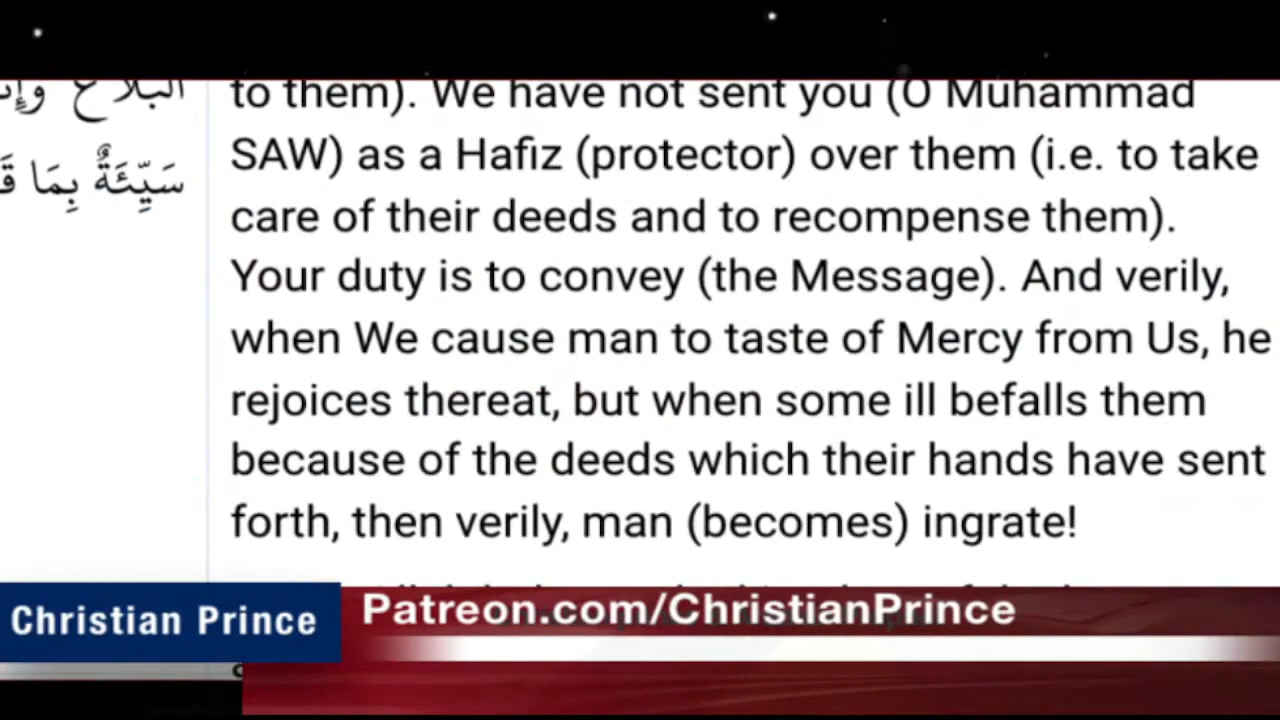 البلاغ
سَيِّئَةٌ بِمَا
to them). We have not sent you (O Muhammad
SAW) as a Hafiz (protector) over them (i.e. to take
care of their deeds and to recompense them).
Your duty is to convey (the Message). And verily,
when We cause man to taste of Mercy from Us, he
rejoices thereat, but when some ill befalls them
because of the deeds which their hands have sent
forth, then verily, man (becomes) ingrate!
Christian Prince
Patreon.com/ChristianPrince